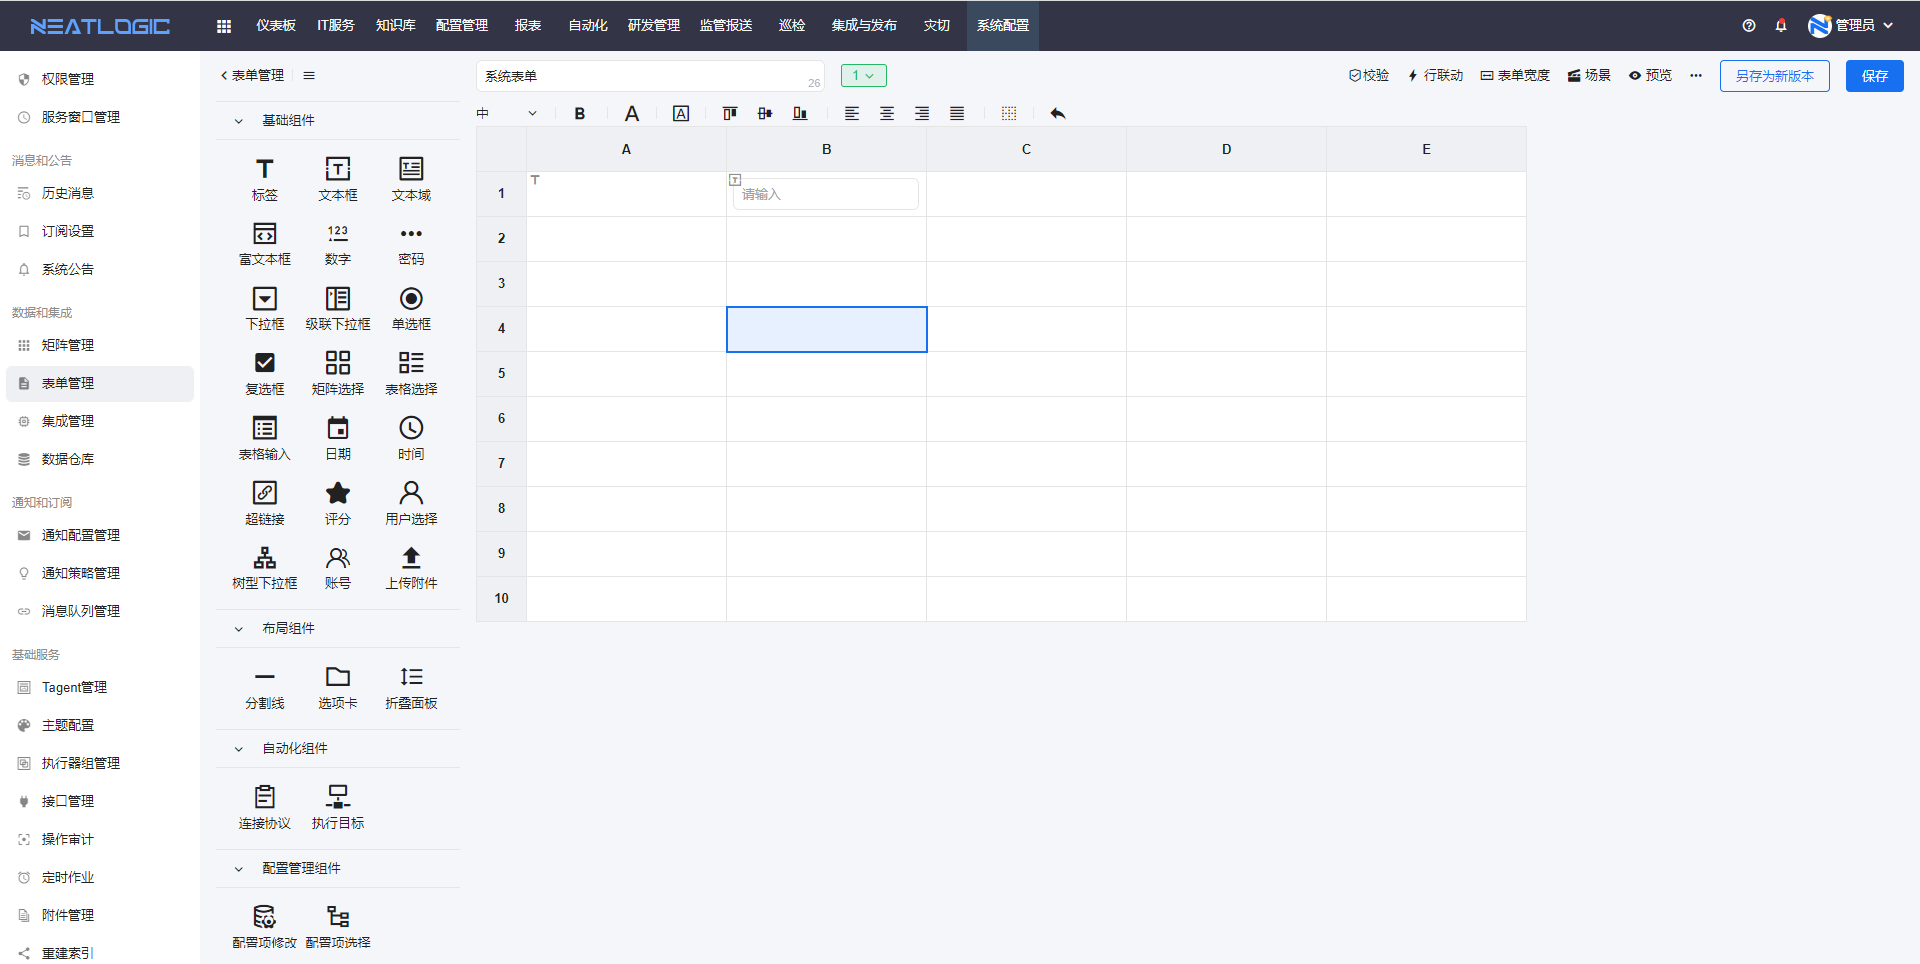 NEATLOGIC 仪表板 IT服务 知识库 配置管理 报表 自动化 研发管理 监管报送 巡检 集成与发布 灾切 系统配置 管理员
权限管理
服务窗口管理
消息和公告
历史消息
订阅设置
系统公告
数据和集成
矩阵管理
表单管理
集成管理
数据仓库
通知和订阅
通知配置管理
通知策略管理
消息队列管理
基础服务
Tagent管理
主题配置
执行器组管理
接口管理
操作审计
定时作业
附件管理
重建索引
表单管理
基础组件
标签 文本框 文本域
富文本框 数字 密码
下拉框 级联下拉框 单选框
复选框 矩阵选择 表格选择
表格输入 日期 时间
超链接 评分 用户选择
树型下拉框 账号 上传附件
布局组件
分割线 选项卡 折叠面板
自动化组件
连接协议 执行目标
配置管理组件
配置项修改 配置项选择
系统表单 26 1 校验 行联动 表单宽度 场景 预览 另存为新版本 保存
中 B A A
A B C D E
1 请输入
2
3
4
5
6
7
8
9
10